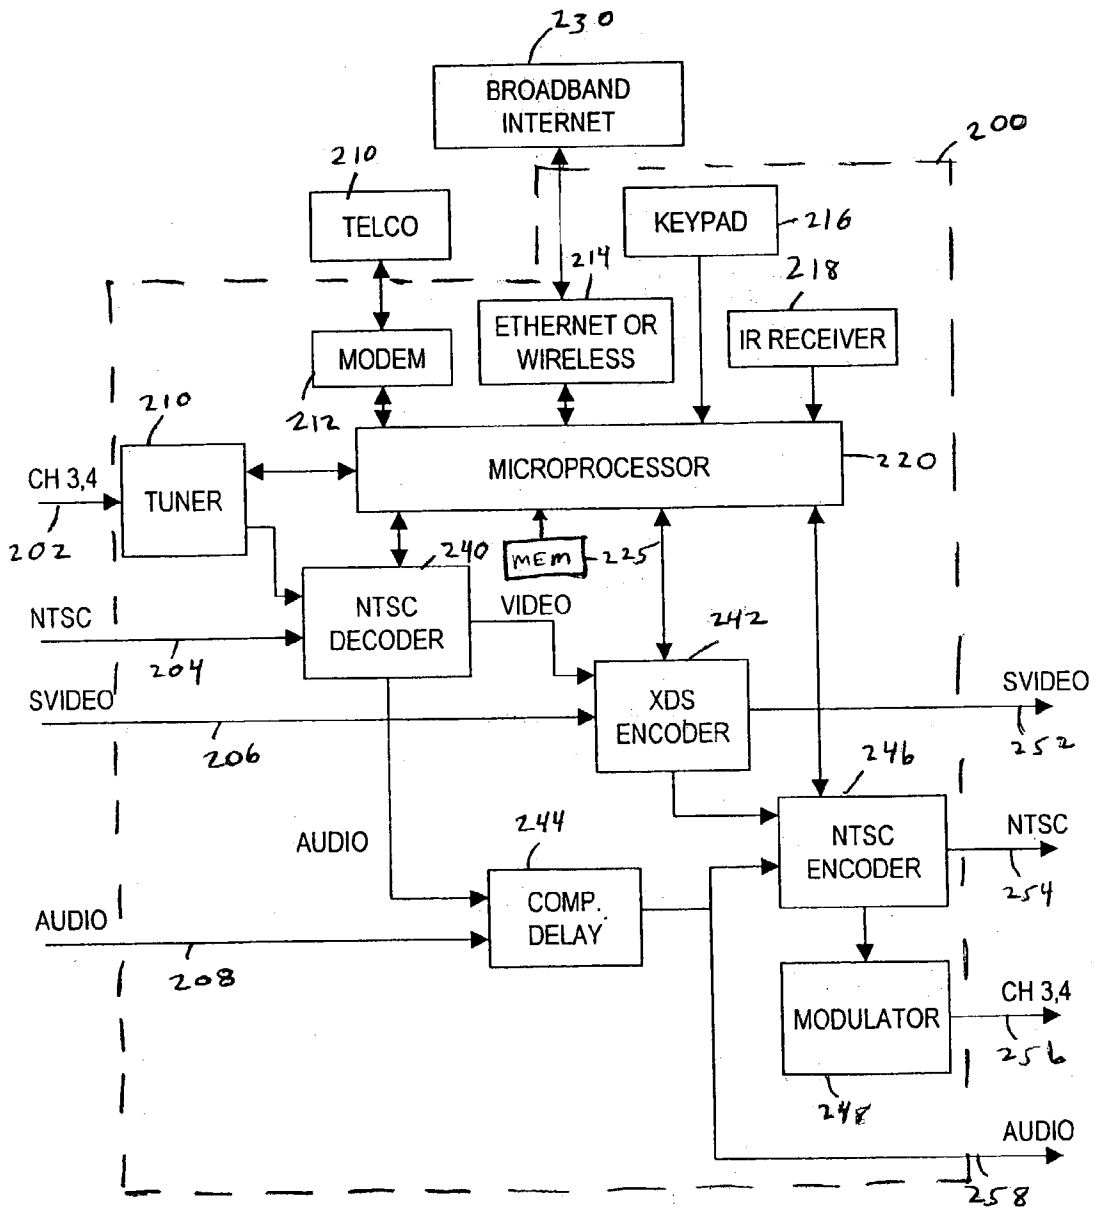 230
BROADBAND
INTERNET
200
210
TELCO
KEYPAD
216
214
218
ETHERNET OR
WIRELESS
IR RECEIVER
MODEM
212
210
CH 3,4
TUNER
202
MICROPROCESSOR
220
240
MEM
225
NTSC
NTSC
DECODER
VIDEO
204
242
SVIDEO
XDS
ENCODER
SVIDEO
206
252
246
AUDIO
244
NTSC
ENCODER
NTSC
254
AUDIO
COMP.
DELAY
208
MODULATOR
CH 3,4
256
248
AUDIO
258